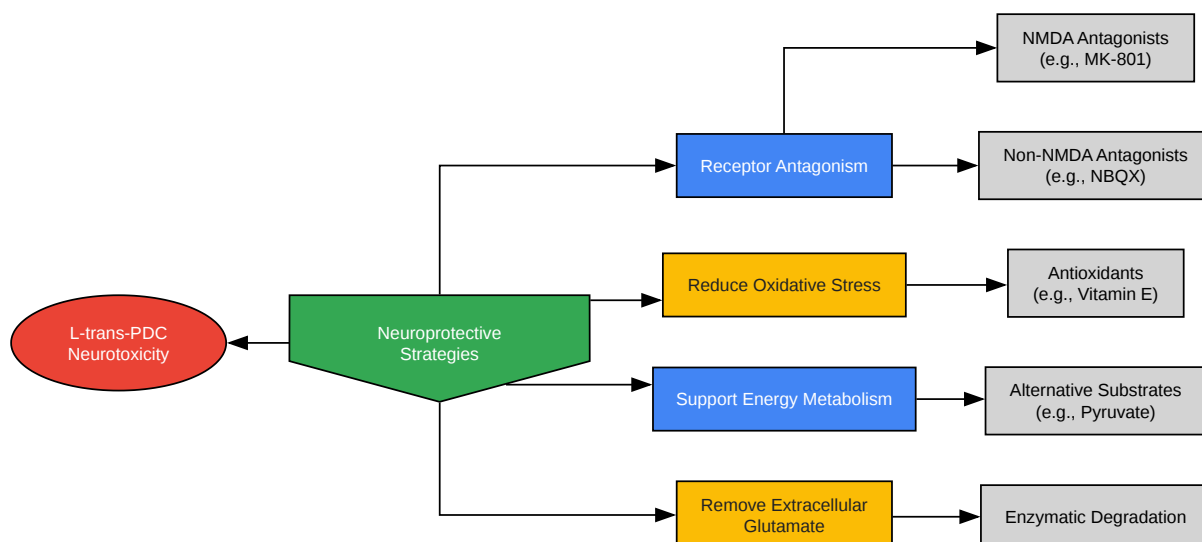 NMDA Antagonists
(e.g., MK-801)
Receptor Antagonism
Non-NMDA Antagonists
(e.g., NBQX)
Reduce Oxidative Stress
Antioxidants
(e.g., Vitamin E)
L-trans-PDC
Neurotoxicity
Neuroprotective
Strategies
Support Energy Metabolism
Alternative Substrates
(e.g., Pyruvate)
Remove Extracellular
Glutamate
Enzymatic Degradation